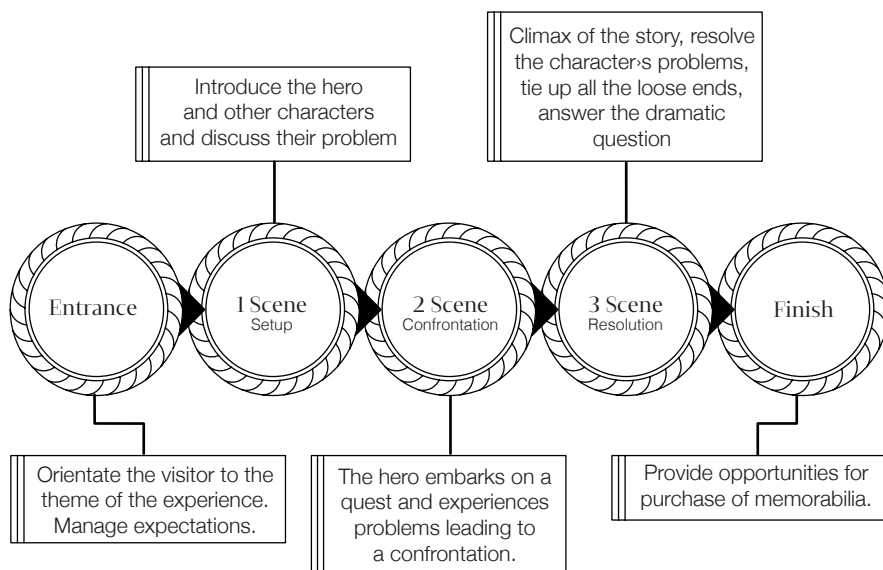 Introduce the hero
and other characters
and discuss their problem
Climax of the story, resolve
the character›s problems,
tie up all the loose ends,
answer the dramatic
question
Entrance
1 Scene
Setup
2 Scene
Confrontation
3 Scene
Resolution
Finish
Orientate the visitor to the
theme of the experience.
Manage expectations.
The hero embarks on a
quest and experiences
problems leading to
a confrontation.
Provide opportunities for
purchase of memorabilia.